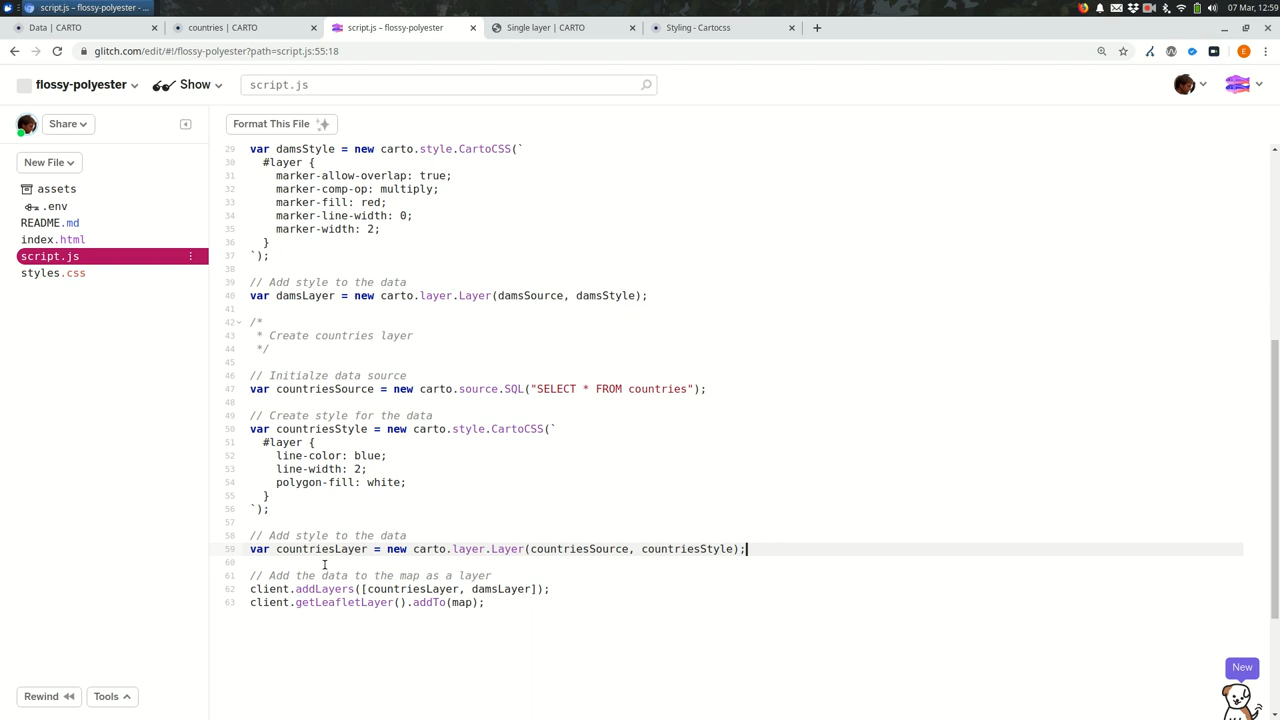 script.js — flossy-polyester - ...
07 Mar, 12:59
Data | CARTO
countries | CARTO
script.js — flossy-polyester
Single layer | CARTO
Styling - Cartocss
glitch.com/edit/#!/flossy-polyester?path=script.js:55:18
E
flossy-polyester
Show
script.js
Share
Format This File
New File
assets
.env
README.md
index.html
script.js
styles.css
29 var damsStyle = new carto.style.CartoCSS(`
30 #layer {
31 marker-allow-overlap: true;
32 marker-comp-op: multiply;
33 marker-fill: red;
34 marker-line-width: 0;
35 marker-width: 2;
36 }
37 `);
38
39 // Add style to the data
40 var damsLayer = new carto.layer.Layer(damsSource, damsStyle);
41
42 /*
43 * Create countries layer
44 */
45
46 // Initialze data source
47 var countriesSource = new carto.source.SQL("SELECT * FROM countries");
48
49 // Create style for the data
50 var countriesStyle = new carto.style.CartoCSS(`
51 #layer {
52 line-color: blue;
53 line-width: 2;
54 polygon-fill: white;
55 }
56 `);
57
58 // Add style to the data
59 var countriesLayer = new carto.layer.Layer(countriesSource, countriesStyle);
60
61 // Add the data to the map as a layer
62 client.addLayers([countriesLayer, damsLayer]);
63 client.getLeafletLayer().addTo(map);
Rewind
Tools
New